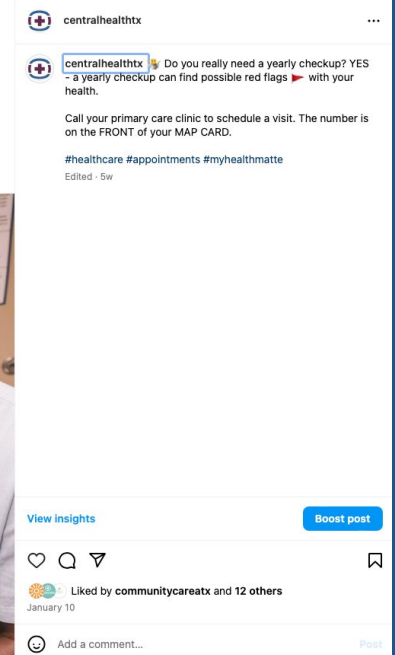 centralhealthtx
centralhealthtx Do you really need a yearly checkup? YES
- a yearly checkup can find possible red flags 🚩 with your
health.
Call your primary care clinic to schedule a visit. The number is
on the FRONT of your MAP CARD.
#healthcare #appointments #myhealthmatte
Edited · 5w
View insights
Boost post
Liked by communitycareatx and 12 others
January 10
Add a comment...
Post